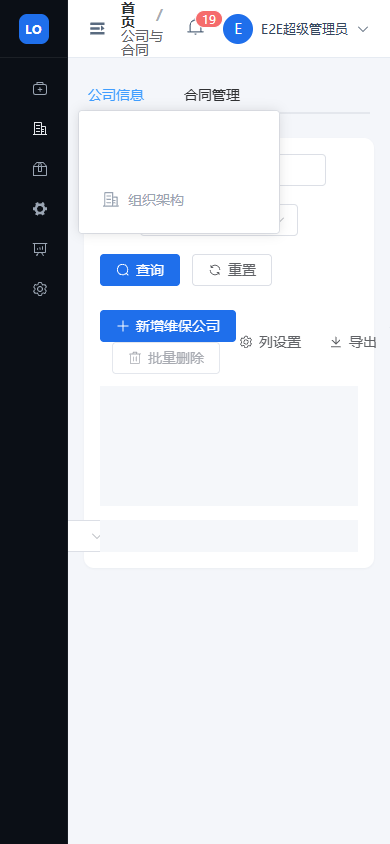 LO
首页 /
公司与合同
19
E
E2E超级管理员
公司信息
合同管理
组织架构
查询
重置
新增维保公司
列设置
导出
批量删除